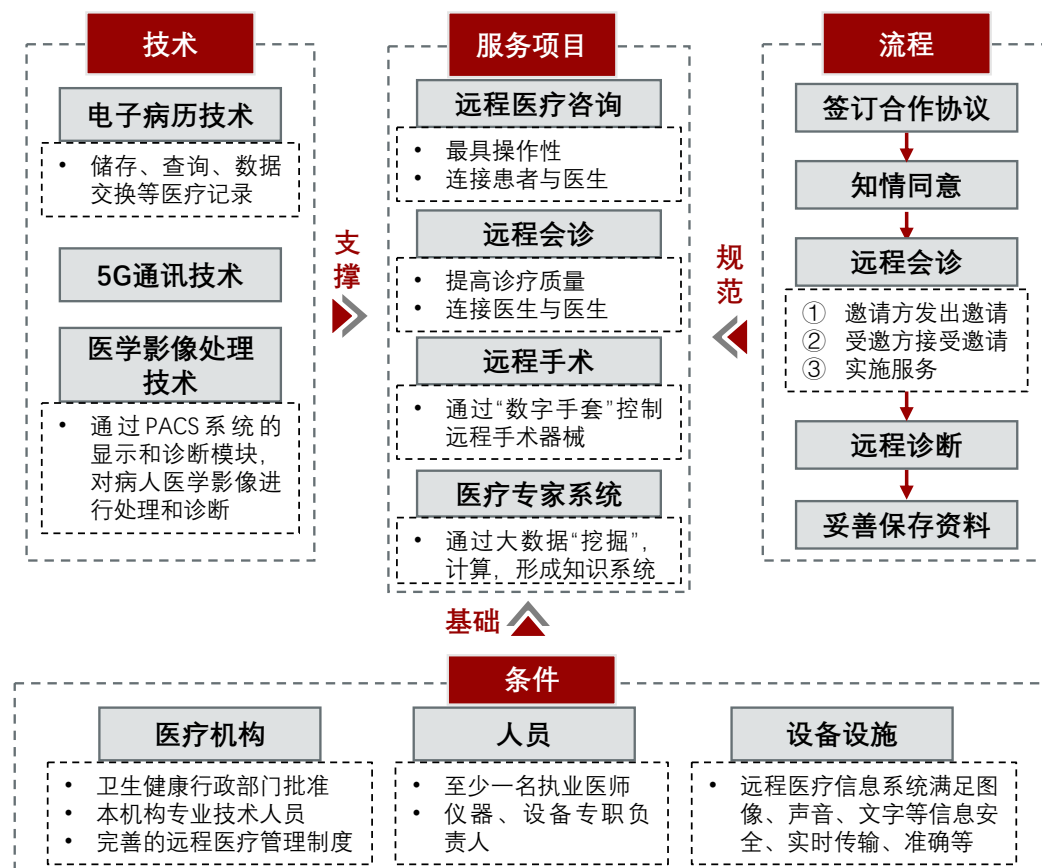 技术
电子病历技术
• 储存、查询、数据
交换等医疗记录
5G通讯技术
医学影像处理
技术
• 通过PACS系统的
显示和诊断模块，
对病人医学影像进
行处理和诊断
支
撑
服务项目
远程医疗咨询
• 最具操作性
• 连接患者与医生
远程会诊
• 提高诊疗质量
• 连接医生与医生
远程手术
• 通过“数字手套”控制
远程手术器械
医疗专家系统
• 通过大数据“挖掘”，
计算，形成知识系统
规
范
流程
签订合作协议
知情同意
远程会诊
① 邀请方发出邀请
② 受邀方接受邀请
③ 实施服务
远程诊断
妥善保存资料
基础
条件
医疗机构
• 卫生健康行政部门批准
• 本机构专业技术人员
• 完善的远程医疗管理制度
人员
• 至少一名执业医师
• 仪器、设备专职负
责人
设备设施
• 远程医疗信息系统满足图
像、声音、文字等信息安
全、实时传输、准确等